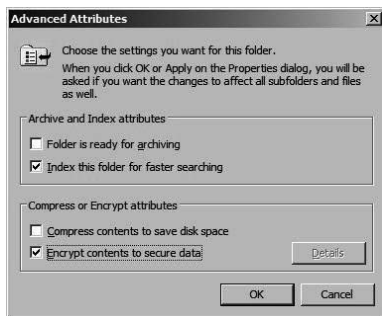 Advanced Attributes
Choose the settings you want for this folder.
When you click OK or Apply on the Properties dialog, you will be
asked if you want the changes to affect all subfolders and files
as well.
Archive and Index attributes
Folder is ready for archiving
Index this folder for faster searching
Compress or Encrypt attributes
Compress contents to save disk space
Encrypt contents to secure data
Details
OK
Cancel